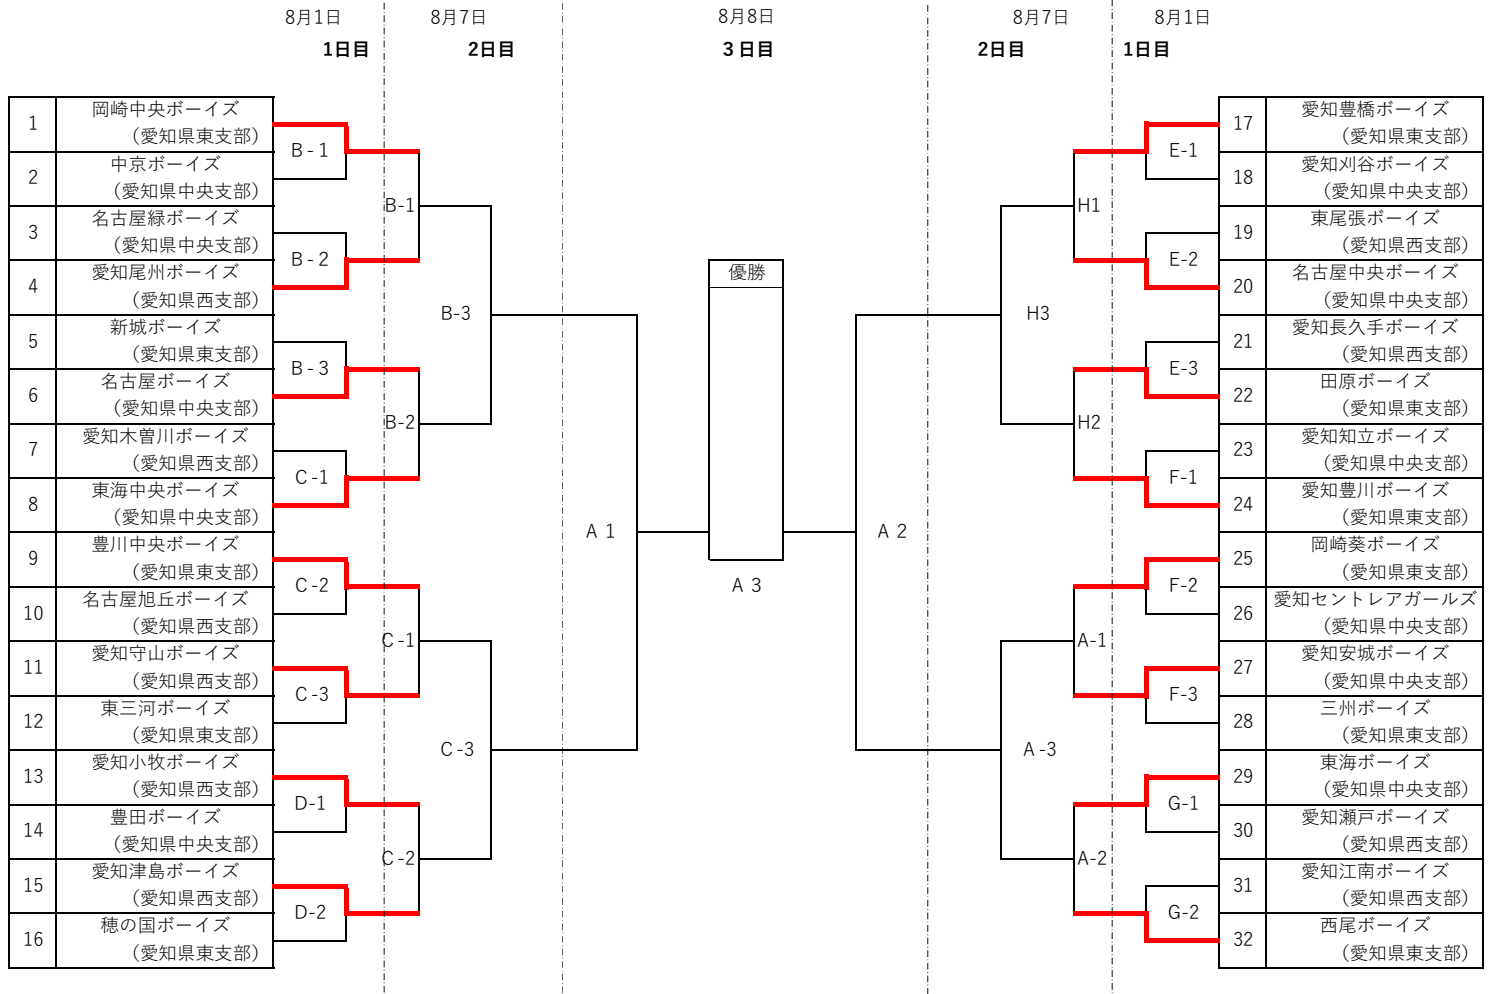 8月1日
8月7日
8月8日
8月7日
8月1日
1日目
2日目
3日目
2日目
1日目
1
岡崎中央ボーイズ
（愛知県東支部）
2
中京ボーイズ
（愛知県中央支部）
3
名古屋緑ボーイズ
（愛知県中央支部）
4
愛知尾州ボーイズ
（愛知県西支部）
5
新城ボーイズ
（愛知県東支部）
6
名古屋ボーイズ
（愛知県中央支部）
7
愛知木曽川ボーイズ
（愛知県西支部）
8
東海中央ボーイズ
（愛知県中央支部）
9
豊川中央ボーイズ
（愛知県東支部）
10
名古屋旭丘ボーイズ
（愛知県西支部）
11
愛知守山ボーイズ
（愛知県西支部）
12
東三河ボーイズ
（愛知県東支部）
13
愛知小牧ボーイズ
（愛知県西支部）
14
豊田ボーイズ
（愛知県中央支部）
15
愛知津島ボーイズ
（愛知県西支部）
16
穂の国ボーイズ
（愛知県東支部）
B-1
B-2
B-3
C-1
C-2
C-3
D-1
D-2
B-1
B-2
C-1
C-2
B-3
C-3
A1
優勝
A3
A2
H3
A-3
H1
H2
A-1
A-2
E-1
E-2
E-3
F-1
F-2
F-3
G-1
G-2
17
愛知豊橋ボーイズ
（愛知県東支部）
18
愛知刈谷ボーイズ
（愛知県中央支部）
19
東尾張ボーイズ
（愛知県西支部）
20
名古屋中央ボーイズ
（愛知県中央支部）
21
愛知長久手ボーイズ
（愛知県西支部）
22
田原ボーイズ
（愛知県東支部）
23
愛知知立ボーイズ
（愛知県中央支部）
24
愛知豊川ボーイズ
（愛知県東支部）
25
岡崎葵ボーイズ
（愛知県東支部）
26
愛知セントレアガールズ
（愛知県中央支部）
27
愛知安城ボーイズ
（愛知県中央支部）
28
三州ボーイズ
（愛知県東支部）
29
東海ボーイズ
（愛知県中央支部）
30
愛知瀬戸ボーイズ
（愛知県西支部）
31
愛知江南ボーイズ
（愛知県西支部）
32
西尾ボーイズ
（愛知県東支部）